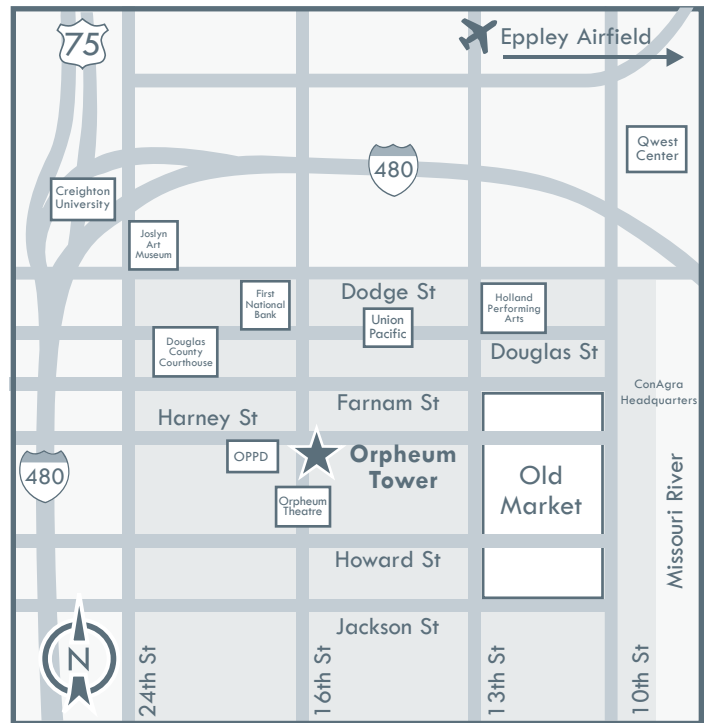 75
Eppley Airfield
Qwest
Center
480
Creighton
University
Joslyn
Art
Museum
First
National
Bank
Dodge St
Holland
Performing
Arts
Union
Pacific
Douglas
County
Courthouse
Douglas St
ConAgra
Headquarters
Farnam St
Harney St
OPPD
Orpheum
Tower
480
Old
Market
Orpheum
Theatre
Missouri River
Howard St
Jackson St
N
24th St
16th St
13th St
10th St